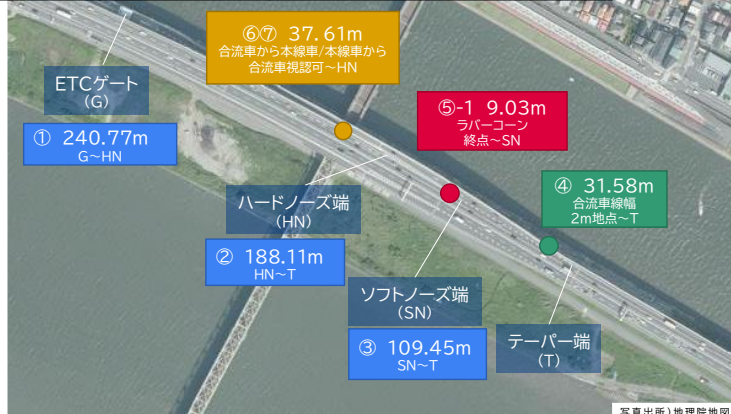 ⑥⑦ 37.61m
合流車から本線車/本線車から
合流車視認可～HN
ETCゲート
(G)
① 240.77m
G～HN
⑤-1 9.03m
ラバーコーン
終点～SN
④ 31.58m
合流車線幅
2m地点～T
ハードノーズ端
(HN)
② 188.11m
HN～T
ソフトノーズ端
(SN)
③ 109.45m
SN～T
テーパー端
(T)
写真出所)地理院地図